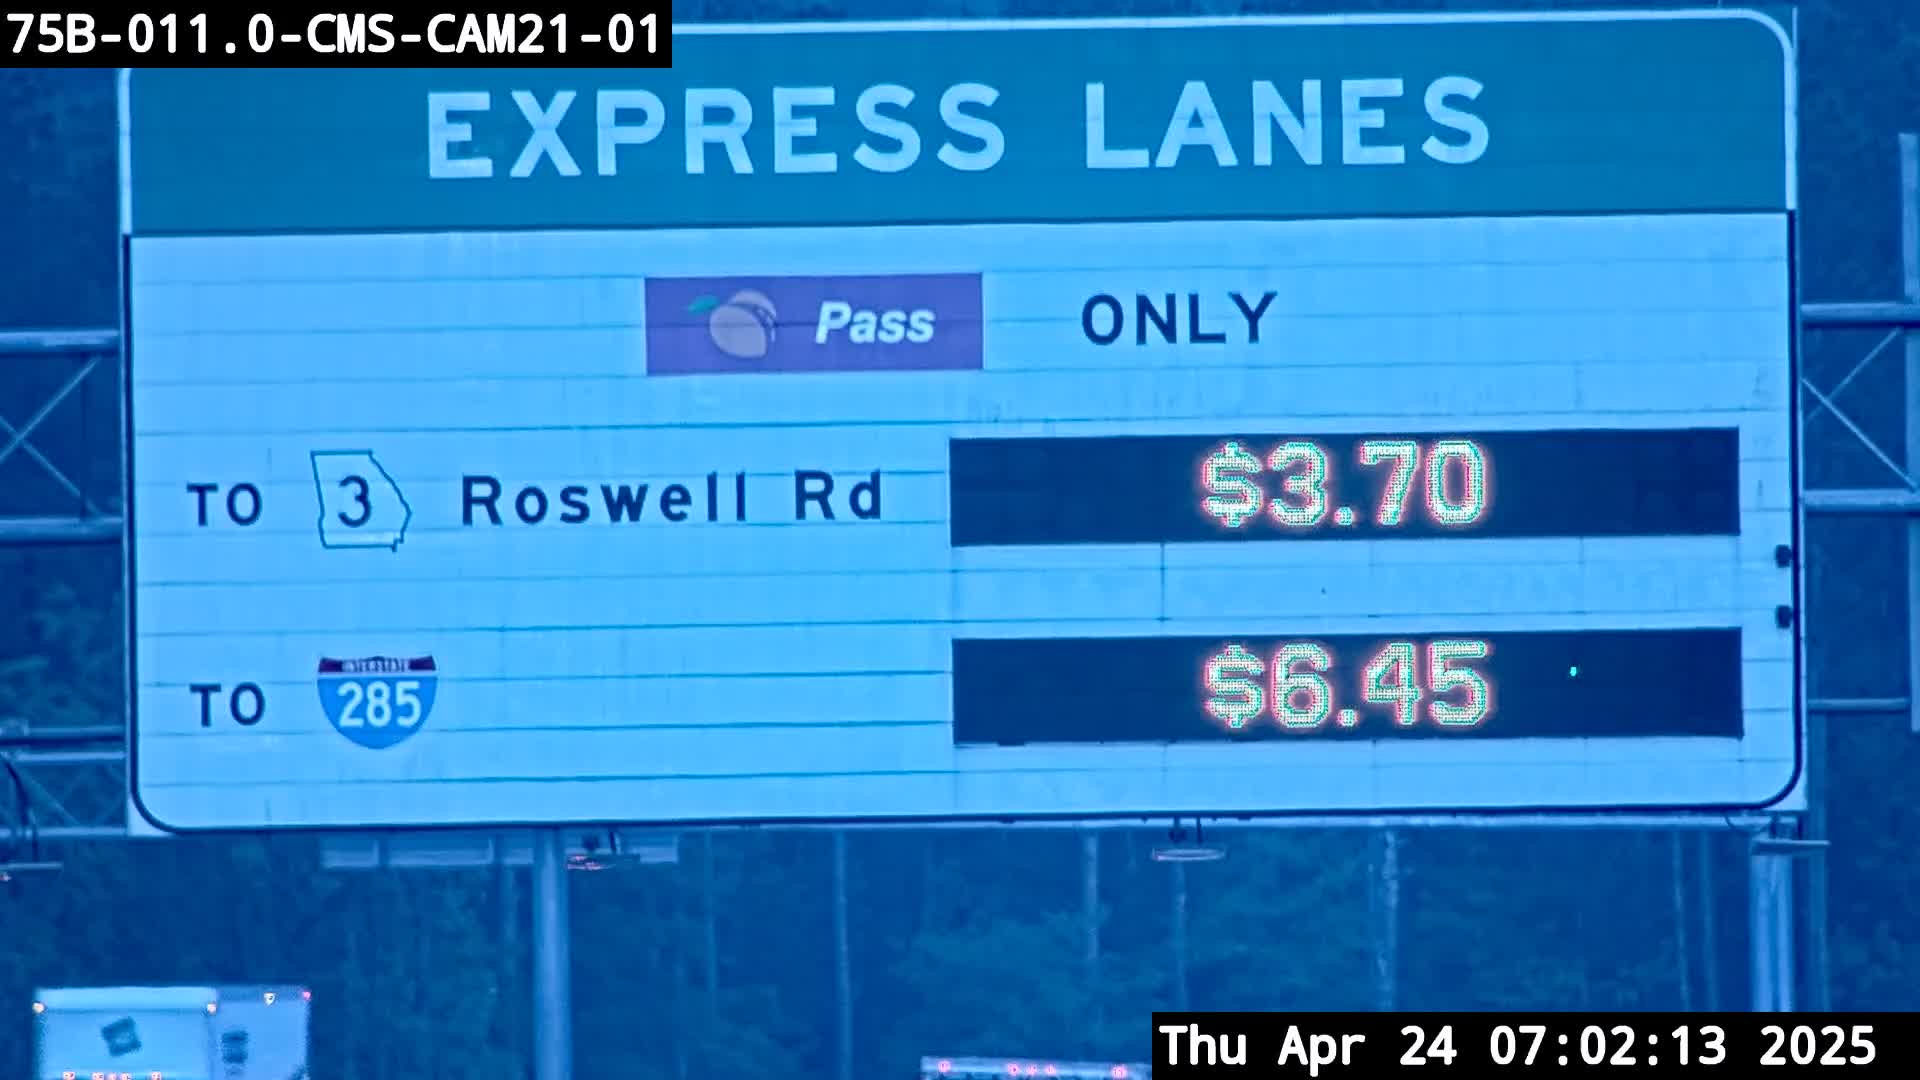 75B-011.0-CMS-CAM21-01
EXPRESS LANES
Pass ONLY
TO 3 Roswell Rd $3.70
INTERSTATE
TO 285 $6.45
Thu Apr 24 07:02:13 2025